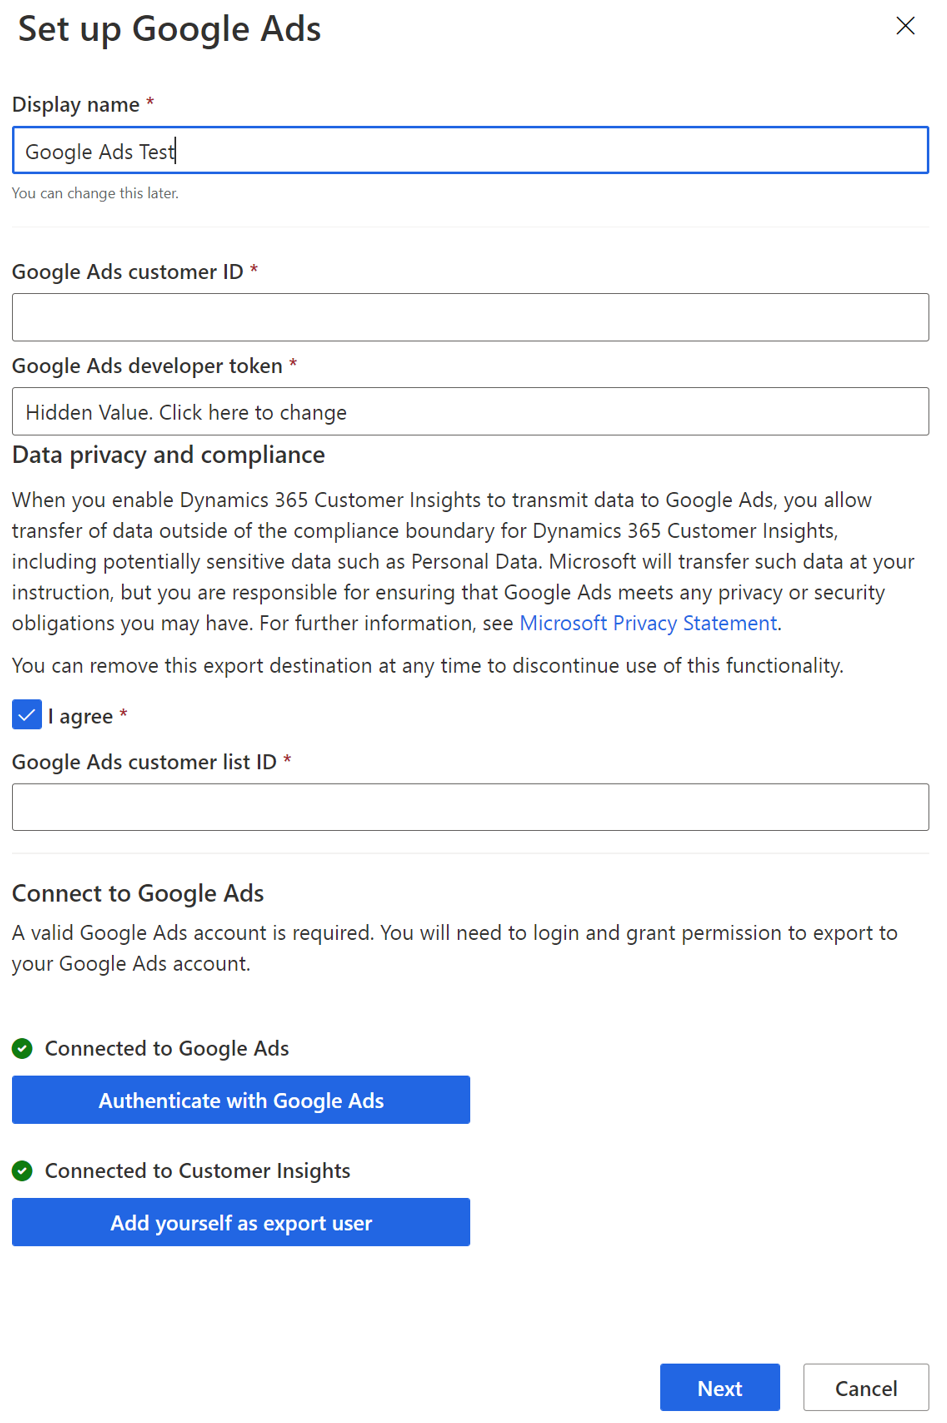 Set up Google Ads
Display name *
Google Ads Test
You can change this later.
Google Ads customer ID *
Google Ads developer token *
Hidden Value. Click here to change
Data privacy and compliance
When you enable Dynamics 365 Customer Insights to transmit data to Google Ads, you allow
transfer of data outside of the compliance boundary for Dynamics 365 Customer Insights,
including potentially sensitive data such as Personal Data. Microsoft will transfer such data at your
instruction, but you are responsible for ensuring that Google Ads meets any privacy or security
obligations you may have. For further information, see Microsoft Privacy Statement.
You can remove this export destination at any time to discontinue use of this functionality.
I agree *
Google Ads customer list ID *
Connect to Google Ads
A valid Google Ads account is required. You will need to login and grant permission to export to
your Google Ads account.
Connected to Google Ads
Authenticate with Google Ads
Connected to Customer Insights
Add yourself as export user
Next Cancel